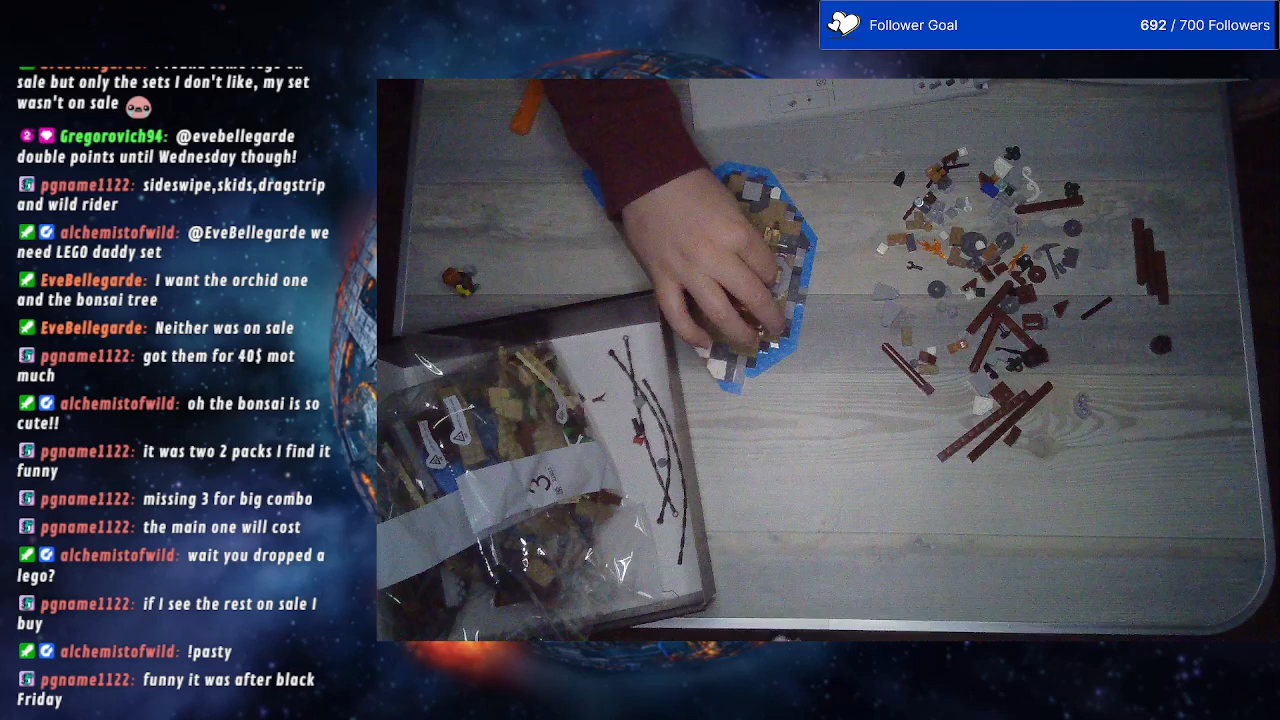 Follower Goal
692 / 700 Followers
sale but only the sets I don't like, my set
wasn't on sale
2 Gregorovich94: @evebellegarde
double points until Wednesday though!
pgname1122: sideswipe,skids,dragstrip
and wild rider
alchemistofwild: @EveBellegarde we
need LEGO daddy set
EveBellegarde: I want the orchid one
and the bonsai tree
EveBellegarde: Neither was on sale
pgname1122: got them for 40$ mot
much
alchemistofwild: oh the bonsai is so
cute!!
pgname1122: it was two 2 packs I find it
funny
pgname1122: missing 3 for big combo
pgname1122: the main one will cost
alchemistofwild: wait you dropped a
lego?
pgname1122: if I see the rest on sale I
buy
alchemistofwild: !pasty
pgname1122: funny it was after black
Friday
3